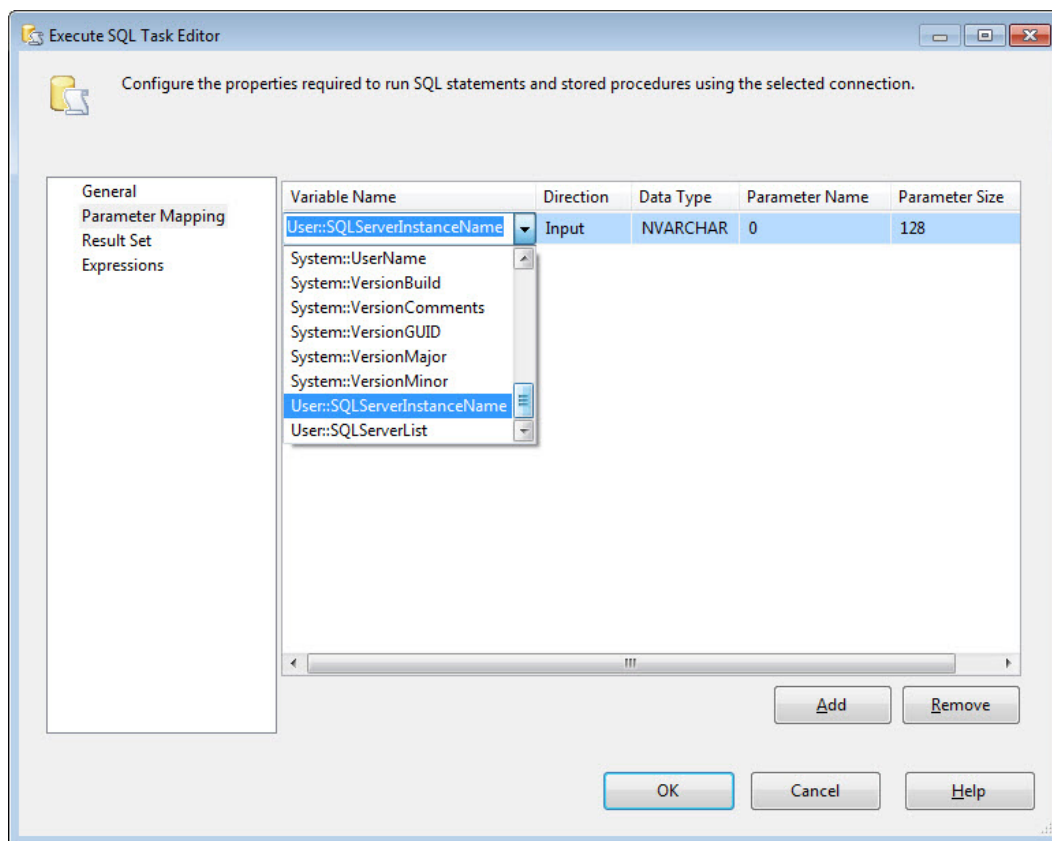 Execute SQL Task Editor
Configure the properties required to run SQL statements and stored procedures using the selected connection.
General
Parameter Mapping
Result Set
Expressions
Variable Name Direction Data Type Parameter Name Parameter Size
User::SQLServerInstanceName Input NVARCHAR 0 128
System::UserName
System::VersionBuild
System::VersionComments
System::VersionGUID
System::VersionMajor
System::VersionMinor
User::SQLServerInstanceName
User::SQLServerList
Add Remove
OK Cancel Help